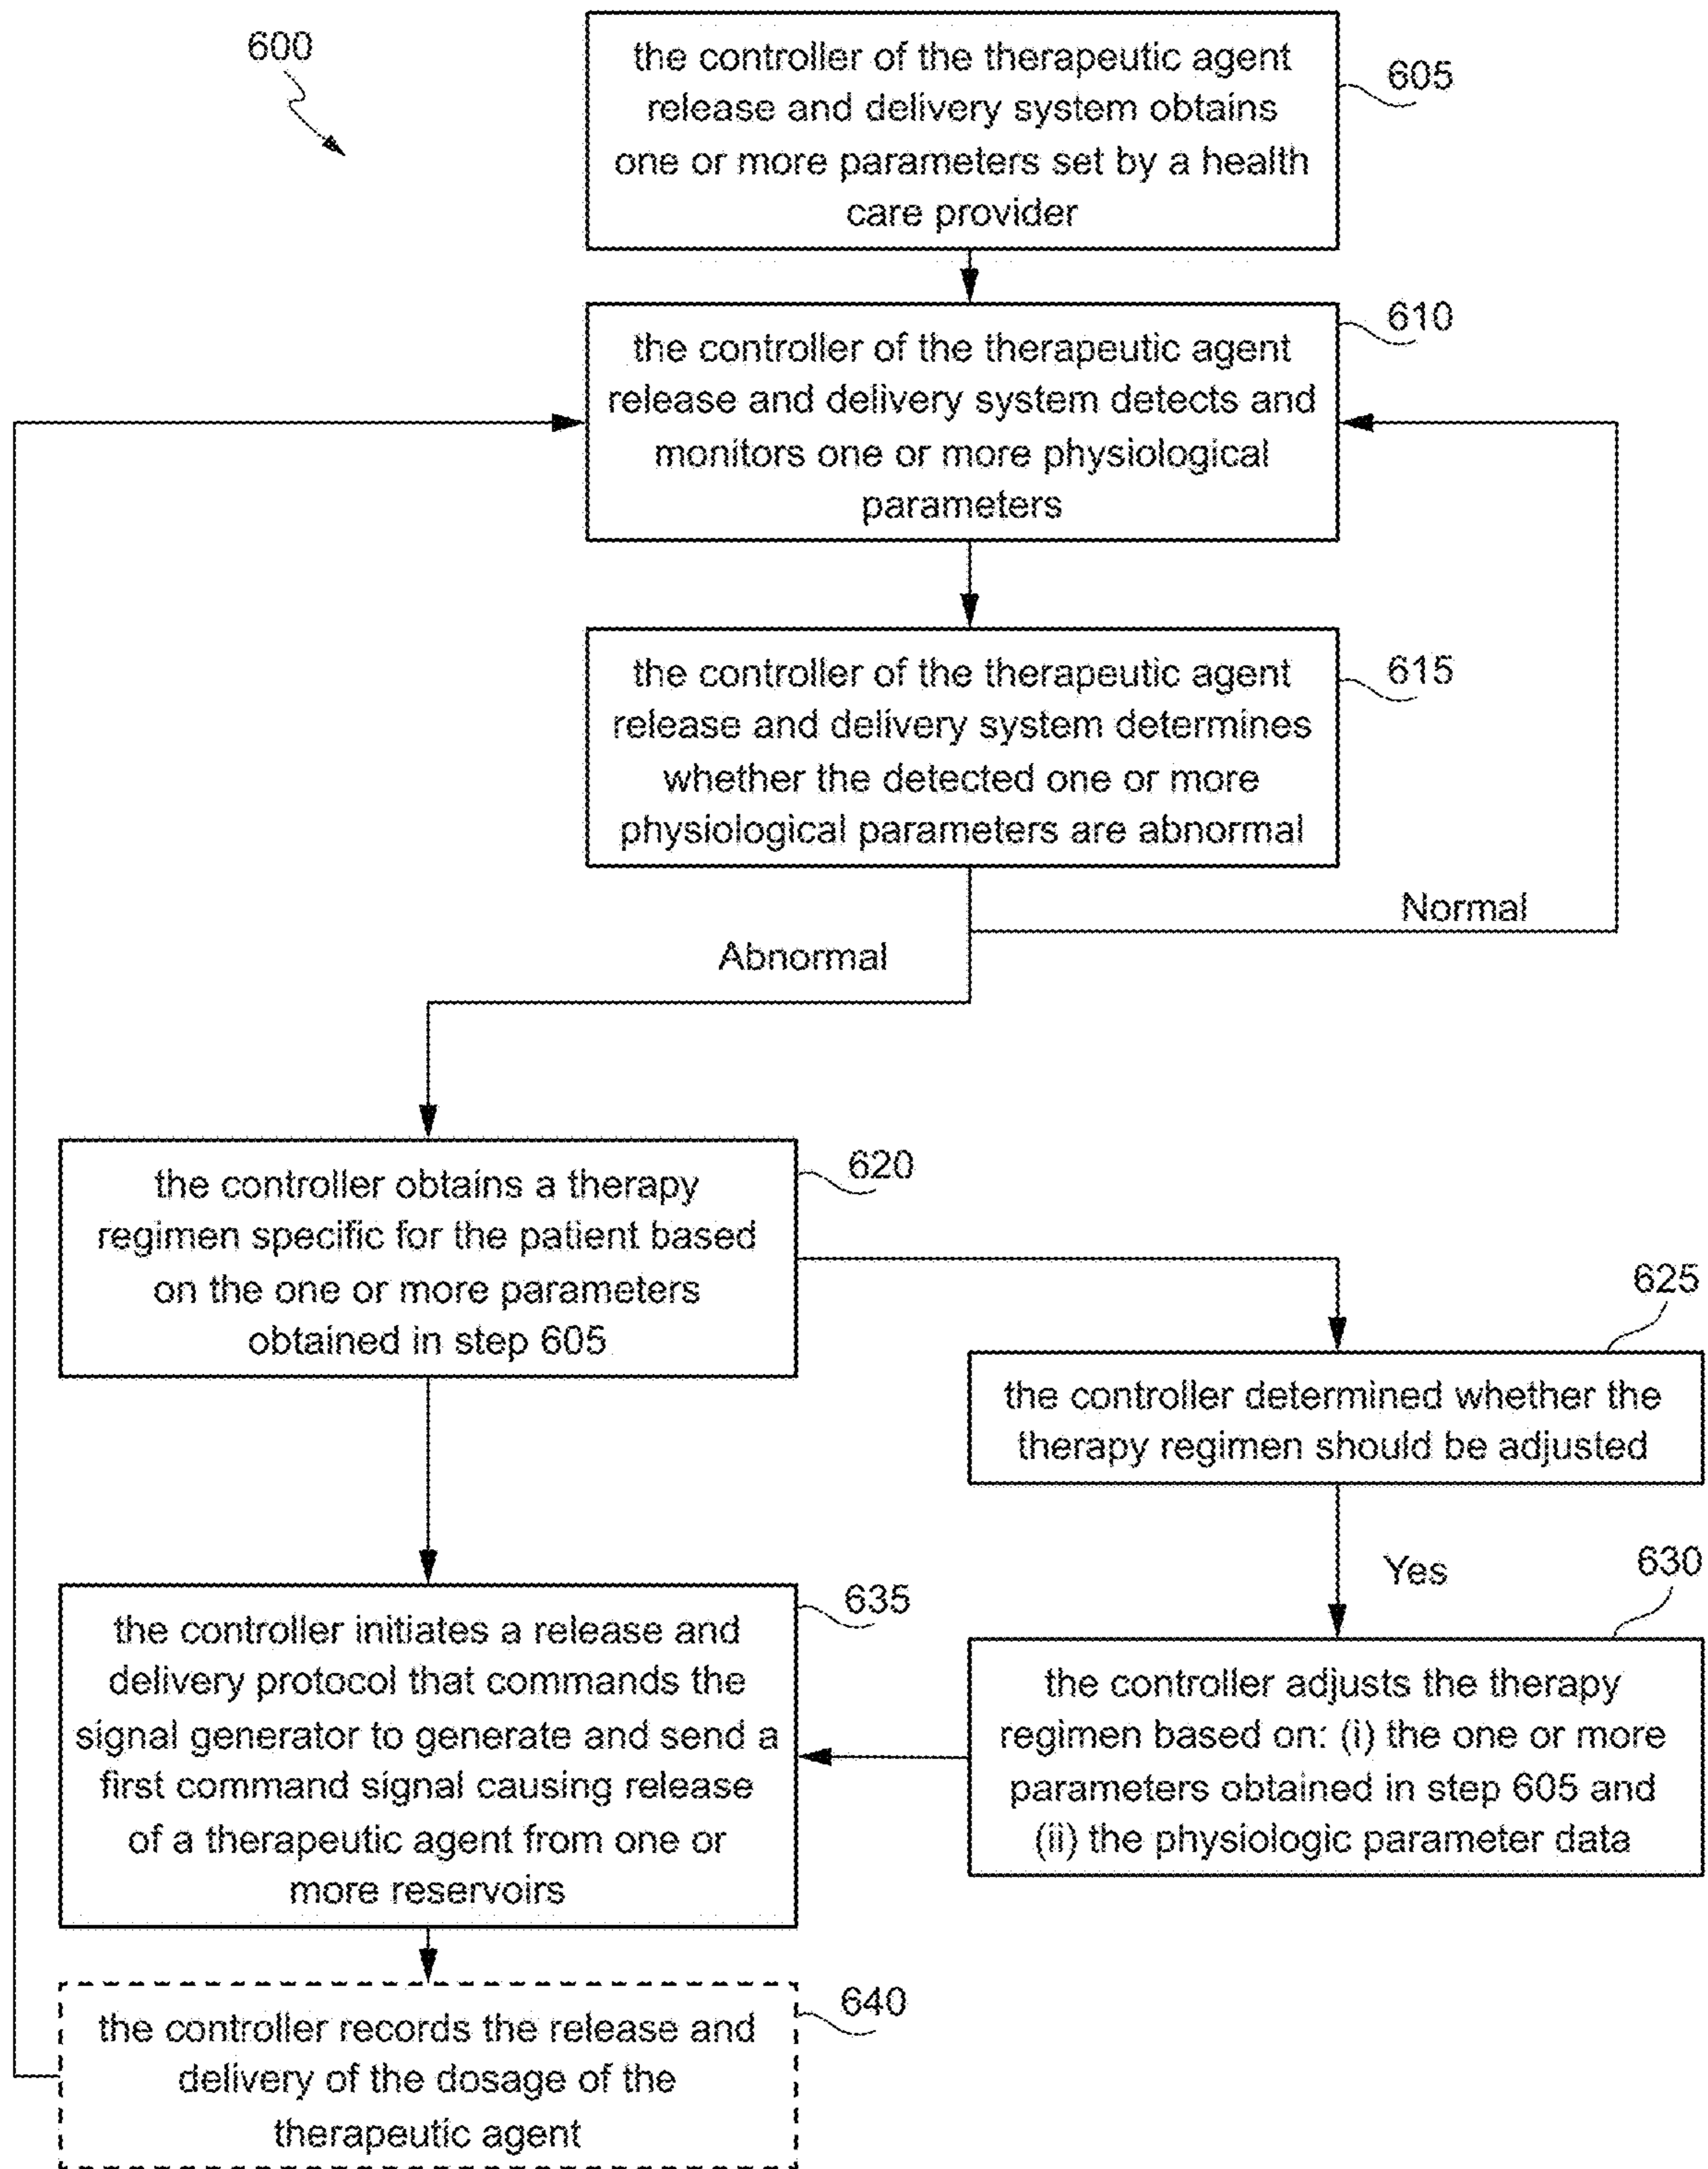 600
the controller of the therapeutic agent
release and delivery system obtains
one or more parameters set by a health
care provider
605
the controller of the therapeutic agent
release and delivery system detects and
monitors one or more physiological
parameters
610
the controller of the therapeutic agent
release and delivery system determines
whether the detected one or more
physiological parameters are abnormal
615
Normal
Abnormal
the controller obtains a therapy
regimen specific for the patient based
on the one or more parameters
obtained in step 605
620
625
the controller determined whether the
therapy regimen should be adjusted
Yes
630
the controller adjusts the therapy
regimen based on: (i) the one or more
parameters obtained in step 605 and
(ii) the physiologic parameter data
635
the controller initiates a release and
delivery protocol that commands the
signal generator to generate and send a
first command signal causing release
of a therapeutic agent from one or
more reservoirs
640
the controller records the release and
delivery of the dosage of the
therapeutic agent